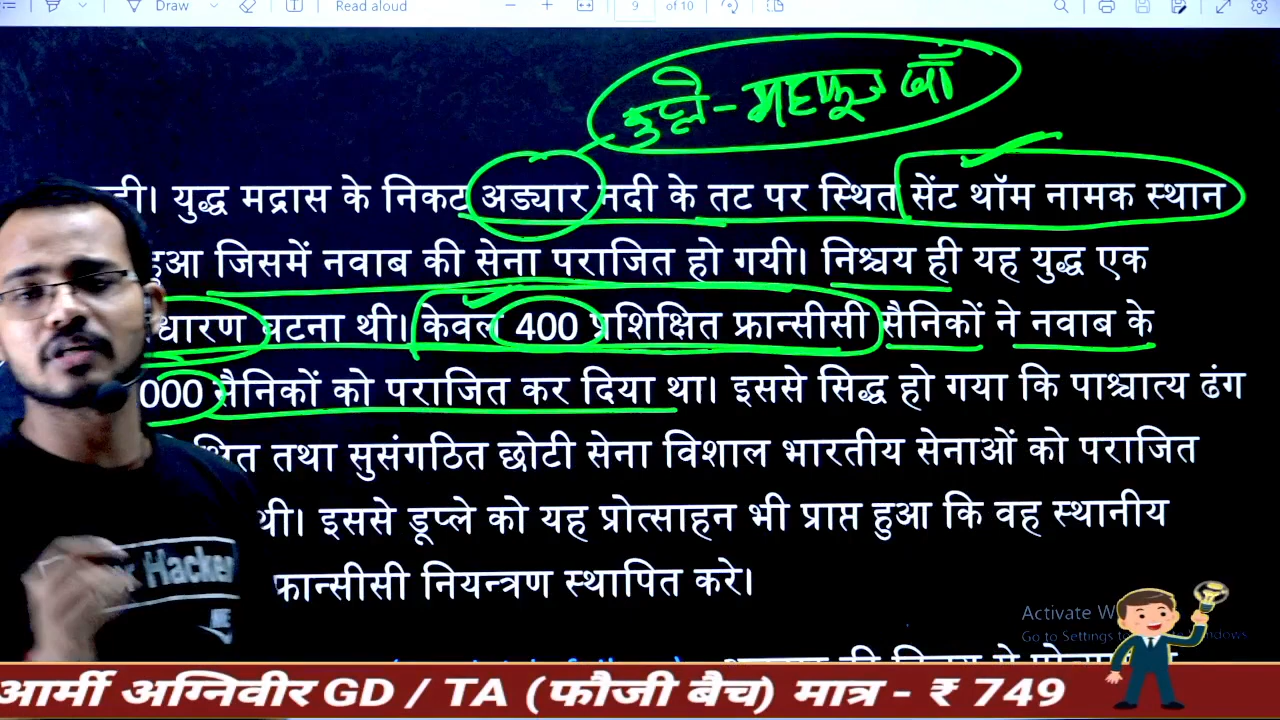 Draw Read aloud 9 of 10
डुप्ले - महफूज खाँ
युद्ध मद्रास के निकट अड्यार नदी के तट पर स्थित सेंट थॉम नामक स्थान
हुआ जिसमें नवाब की सेना पराजित हो गयी। निश्चय ही यह युद्ध एक
धारण घटना थी। केवल 400 प्रशिक्षित फ्रान्सीसी सैनिकों ने नवाब के
000 सैनिकों को पराजित कर दिया था। इससे सिद्ध हो गया कि पाश्चात्य ढंग
तथा सुसंगठित छोटी सेना विशाल भारतीय सेनाओं को पराजित
थी। इससे डूप्ले को यह प्रोत्साहन भी प्राप्त हुआ कि वह स्थानीय
फ्रान्सीसी नियन्त्रण स्थापित करे।
Hacker
Activate W
Go to Settings to
आर्मी अग्निवीर GD / TA (फौजी बैच) मात्र - ₹ 749